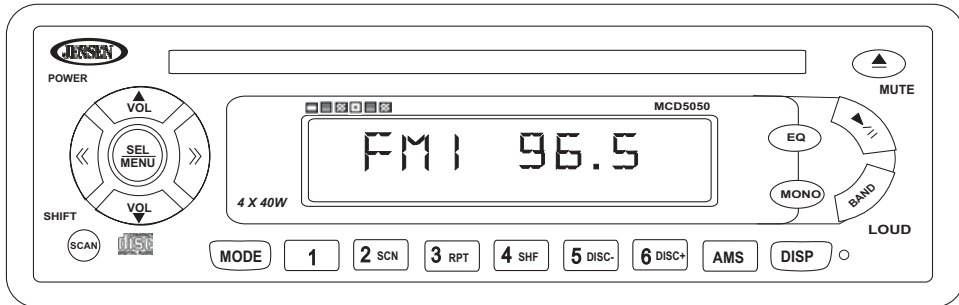 JENSEN
POWER
MUTE
VOL
MCD5050
SEL
MENU
FM1 96.5
EQ
MONO
BAND
VOL
4 X 40W
SHIFT
LOUD
SCAN
disc
MODE 1 2 SCN 3 RPT 4 SHF 5 DISC- 6 DISC+ AMS DISP